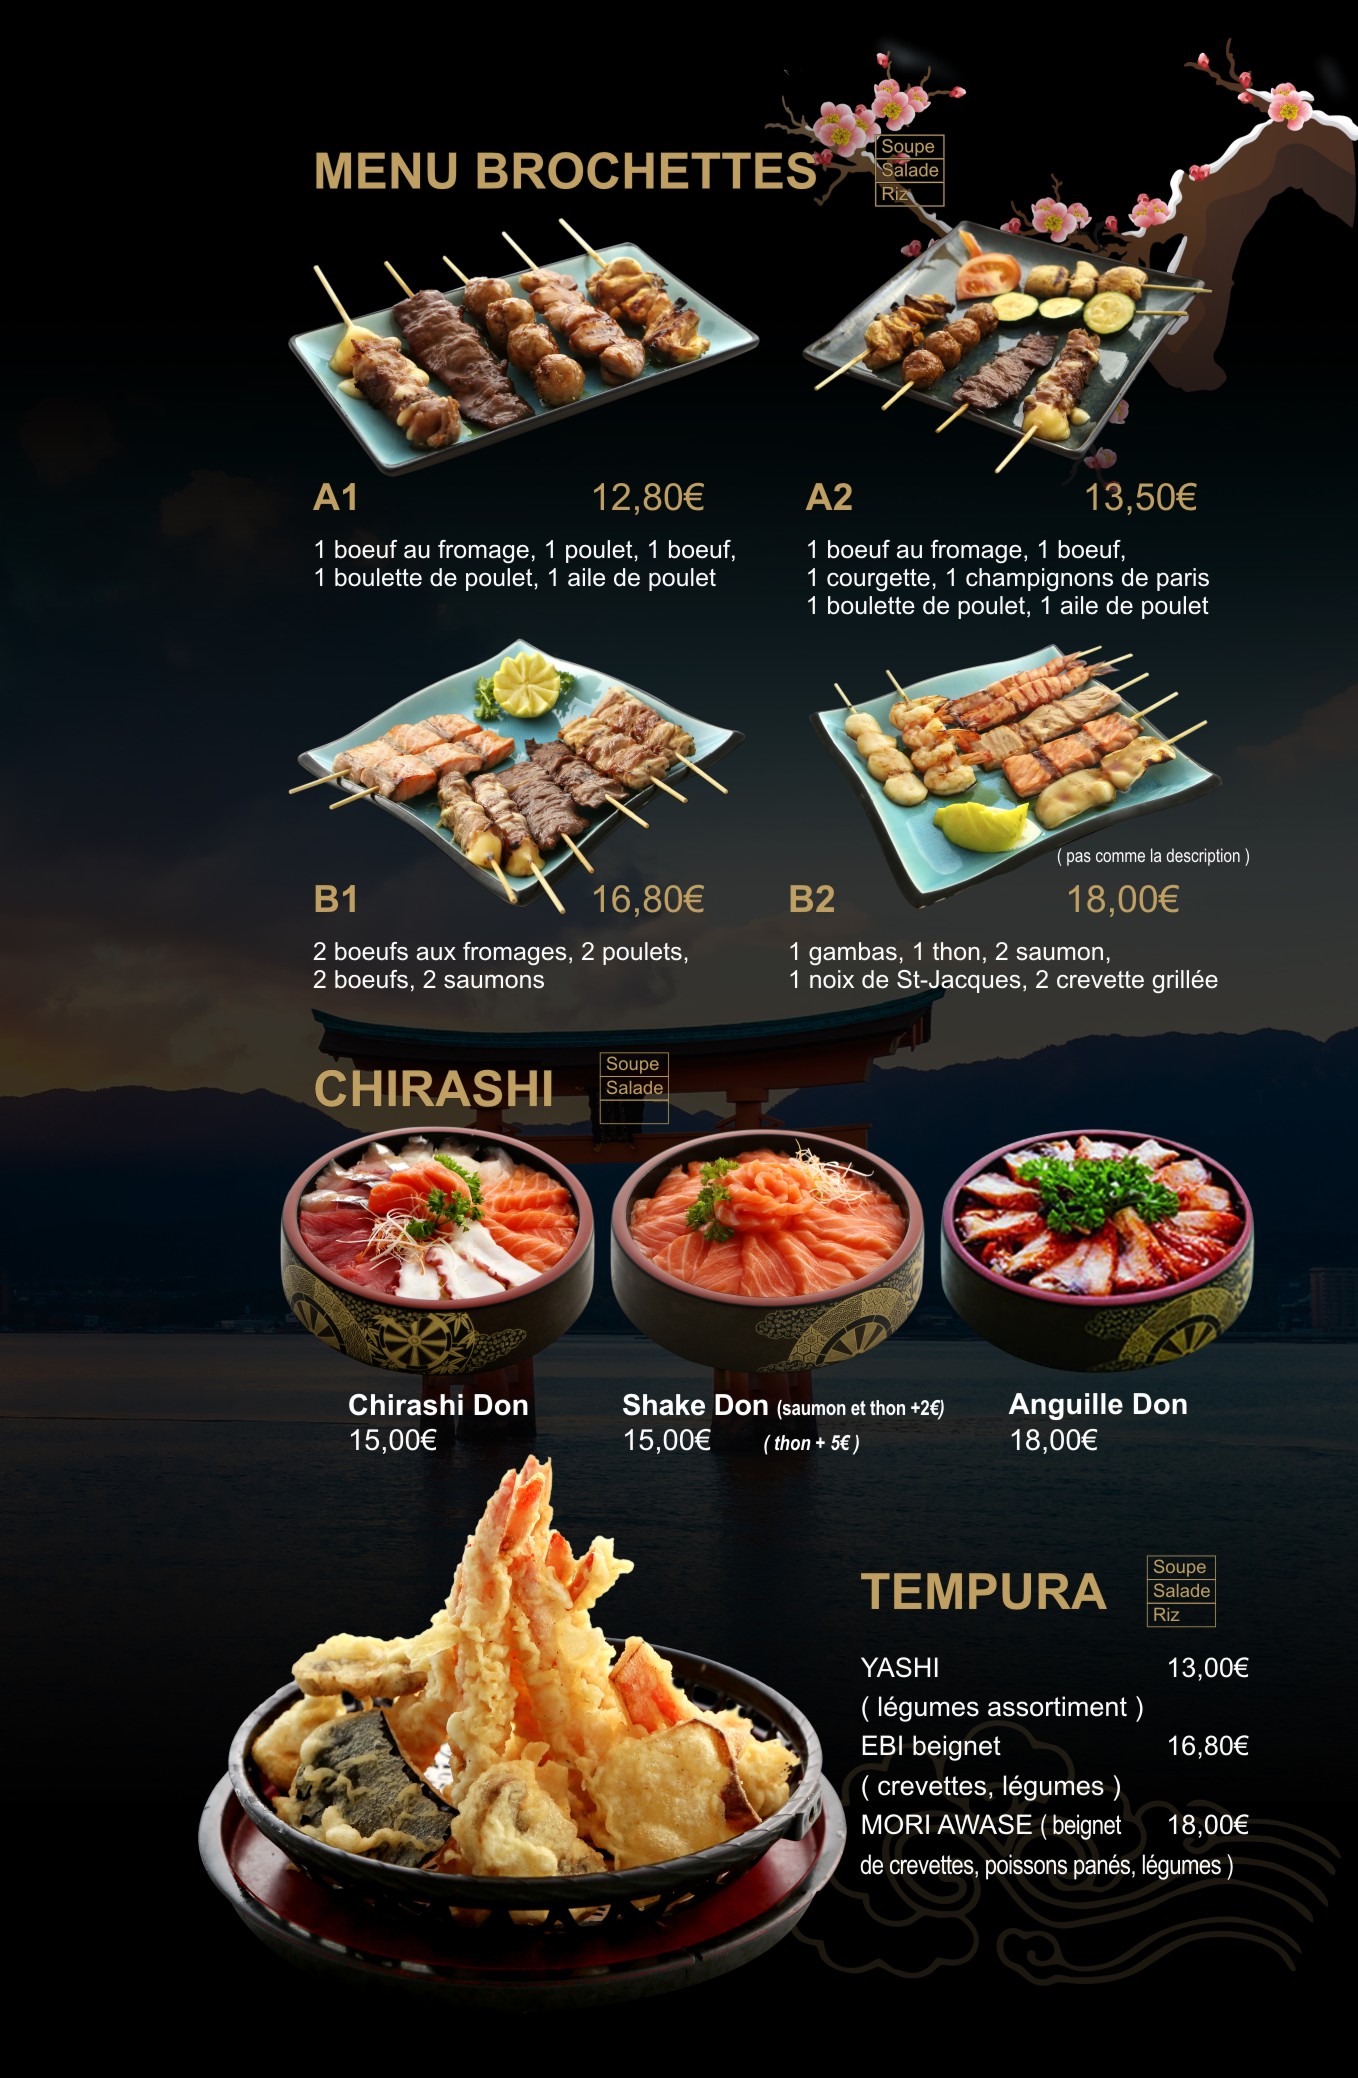 MENU BROCHETTES
Soupe
Salade
Riz
A1 12,80€
1 boeuf au fromage, 1 poulet, 1 boeuf,
1 boulette de poulet, 1 aile de poulet
A2 13,50€
1 boeuf au fromage, 1 boeuf,
1 courgette, 1 champignons de paris
1 boulette de poulet, 1 aile de poulet
B1 16,80€
2 boeufs aux fromages, 2 poulets,
2 boeufs, 2 saumons
( pas comme la description )
B2 18,00€
1 gambas, 1 thon, 2 saumon,
1 noix de St-Jacques, 2 crevette grillée
CHIRASHI
Soupe
Salade
Chirashi Don
15,00€
Shake Don (saumon et thon +2€)
15,00€ ( thon + 5€ )
Anguille Don
18,00€
TEMPURA
Soupe
Salade
Riz
YASHI 13,00€
( légumes assortiment )
EBI beignet 16,80€
( crevettes, légumes )
MORI AWASE ( beignet 18,00€
de crevettes, poissons panés, légumes )